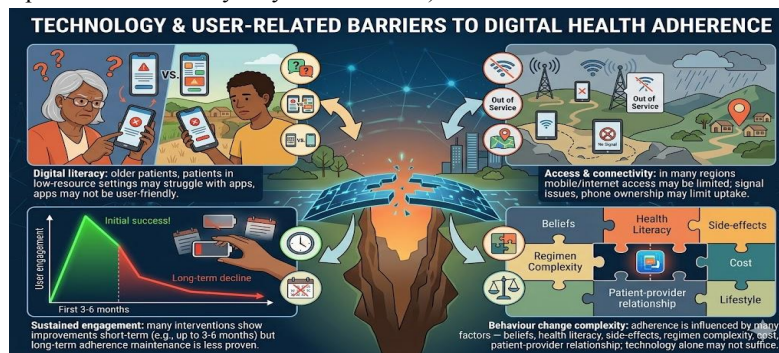 TECHNOLOGY & USER-RELATED BARRIERS TO DIGITAL HEALTH ADHERENCE
VS.
Digital literacy: older patients, patients in
low-resource settings may struggle with apps,
apps may not be user-friendly.
Out of
Service
Out of
Service
No Signal
Access & connectivity: in many regions
mobile/internet access may be limited; signal
issues, phone ownership may limit uptake.
User engagement
Initial success!
Long-term decline
First 3-6 months
Sustained engagement: many interventions show
improvements short-term (e.g., up to 3-6 months) but
long-term adherence maintenance is less proven.
Beliefs
Health
Literacy
Side-effects
Regimen
Complexity
Cost
Patient-provider
relationship
Lifestyle
Behaviour change complexity: adherence is influenced by many
factors — beliefs, health literacy, side-effects, regimen complexity, cost,
patient-provider relationship; technology alone may not suffice.